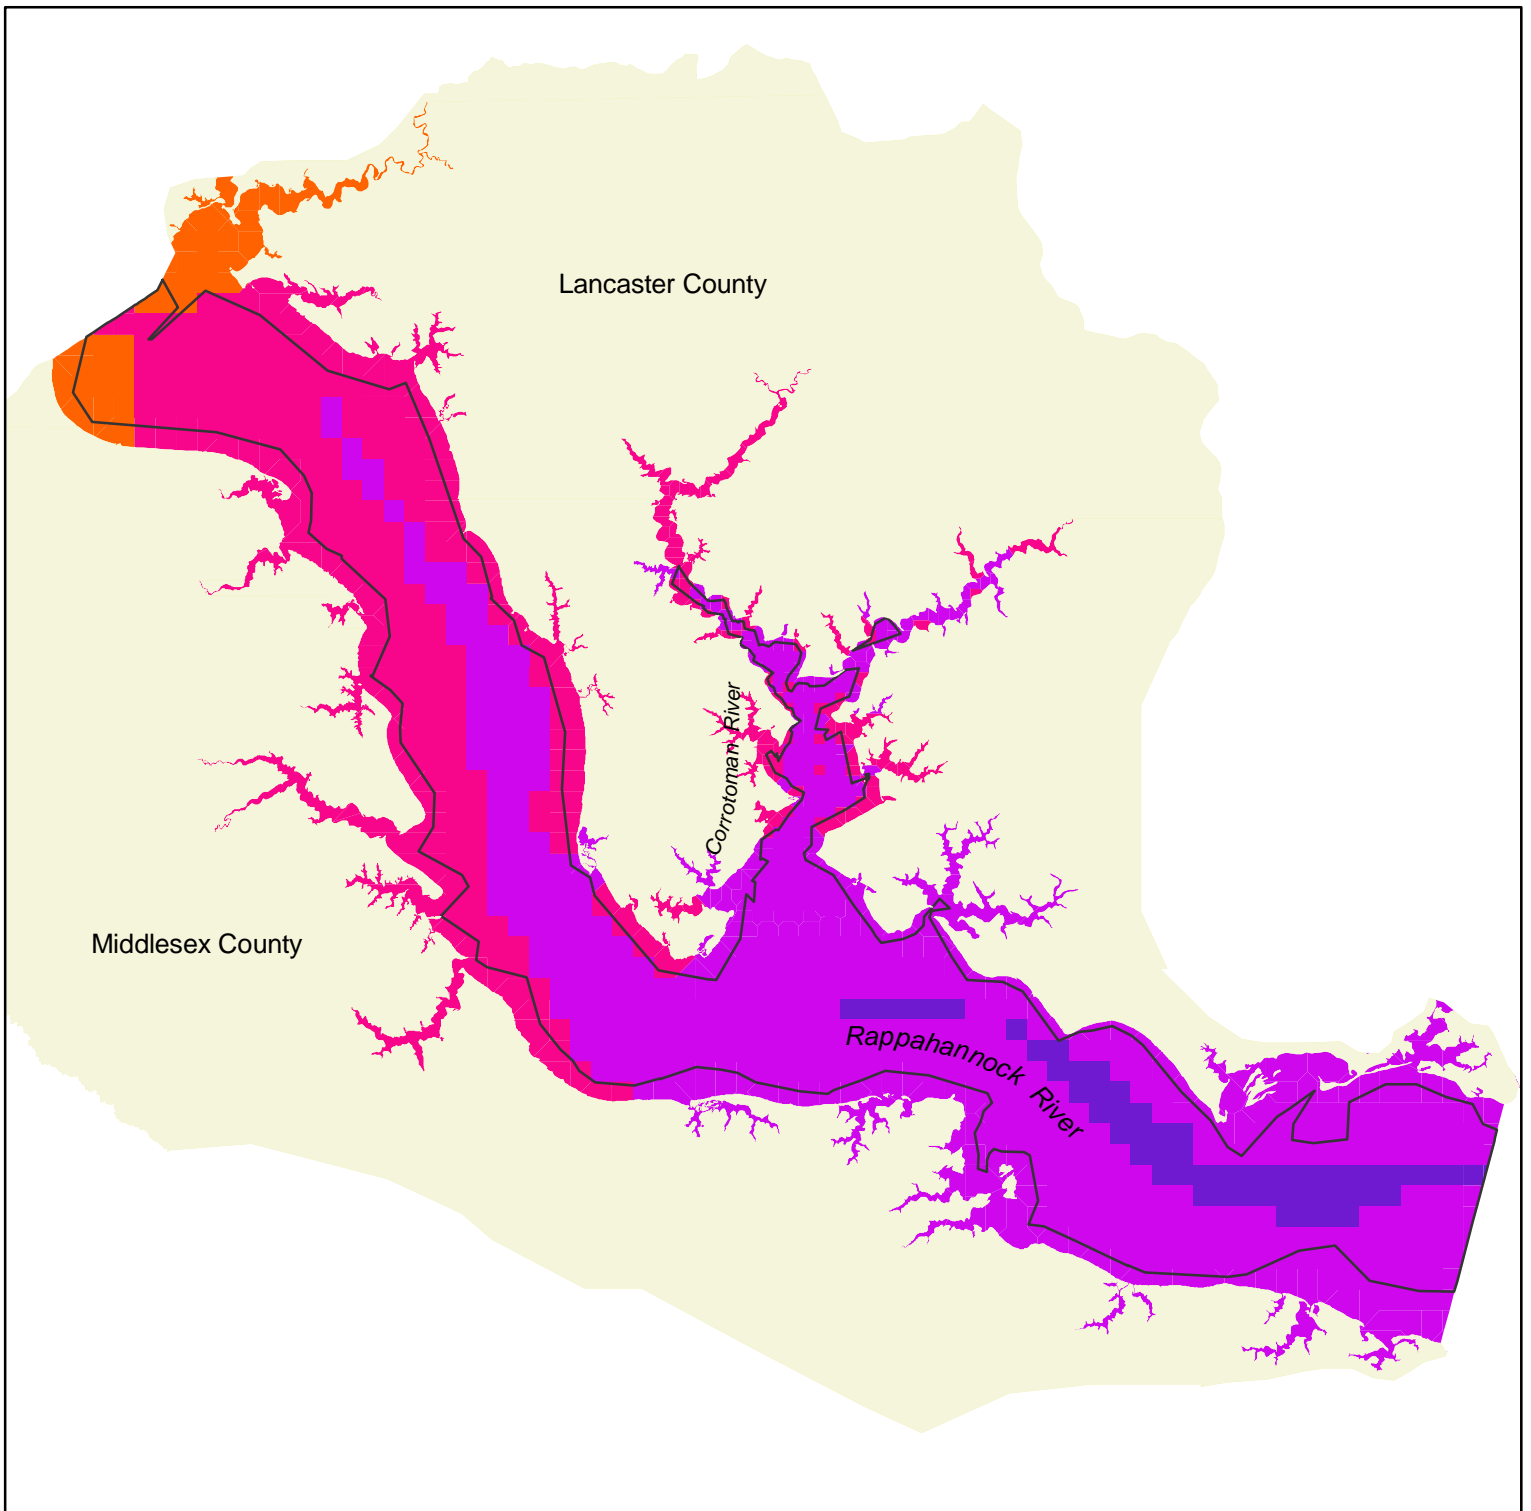 Lancaster County
Corrotoman River
Middlesex County
Rappahannock River